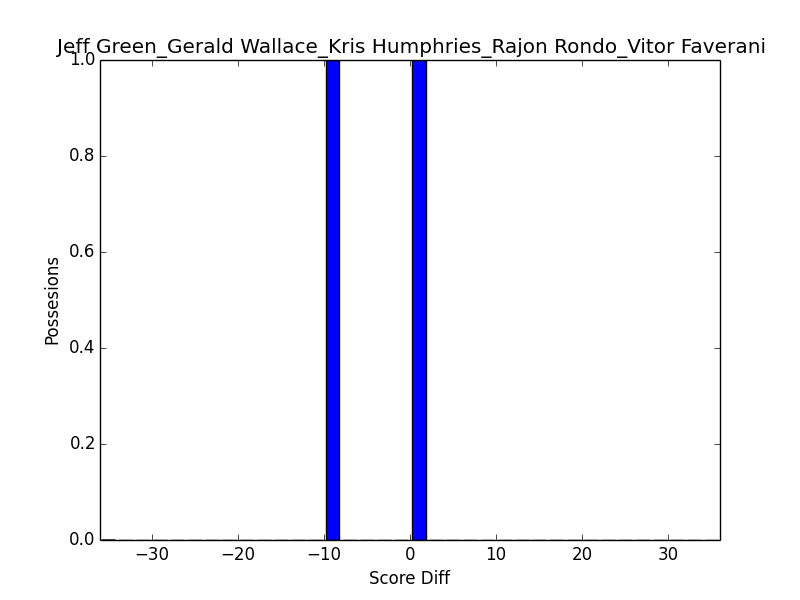 Jeff Green_Gerald Wallace_Kris Humphries_Rajon Rondo_Vitor Faverani
1.0
0.8
0.6
0.4
0.2
0.0
Possesions
−30 −20 −10 0 10 20 30
Score Diff